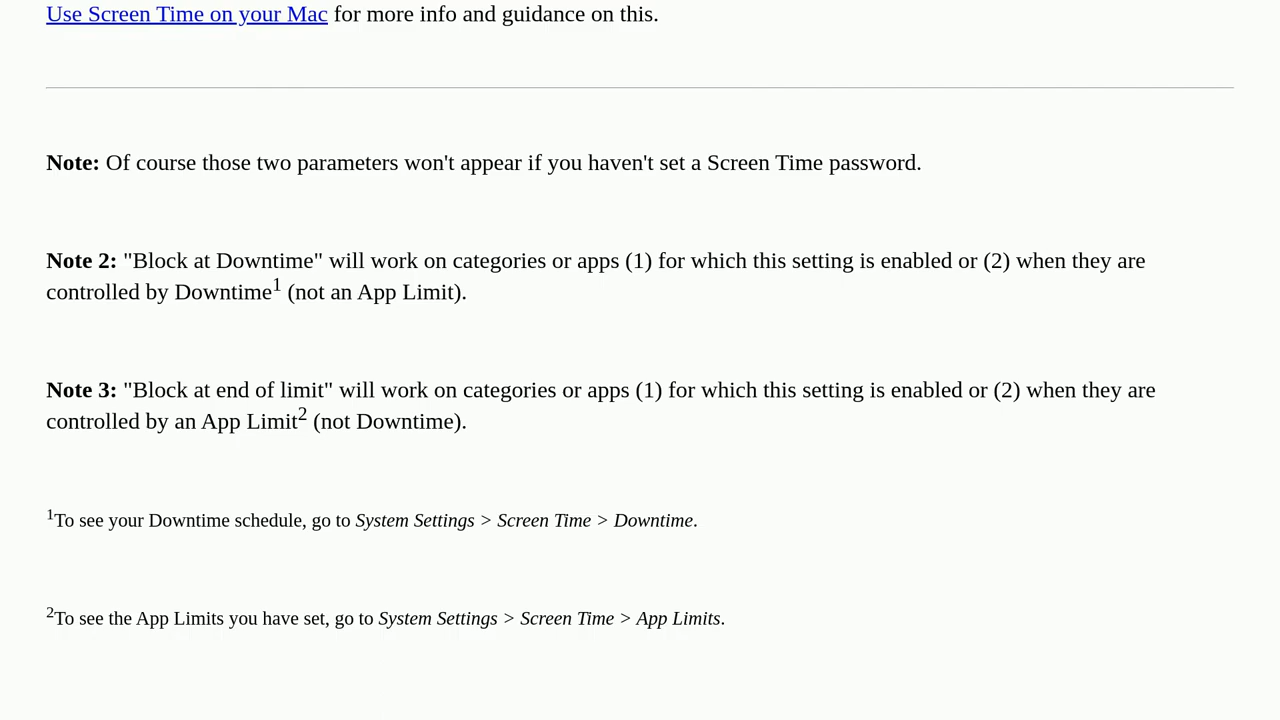 Use Screen Time on your Mac for more info and guidance on this.
Note: Of course those two parameters won't appear if you haven't set a Screen Time password.
Note 2: "Block at Downtime" will work on categories or apps (1) for which this setting is enabled or (2) when they are
controlled by Downtime1 (not an App Limit).
Note 3: "Block at end of limit" will work on categories or apps (1) for which this setting is enabled or (2) when they are
controlled by an App Limit2 (not Downtime).
1To see your Downtime schedule, go to System Settings > Screen Time > Downtime.
2To see the App Limits you have set, go to System Settings > Screen Time > App Limits.